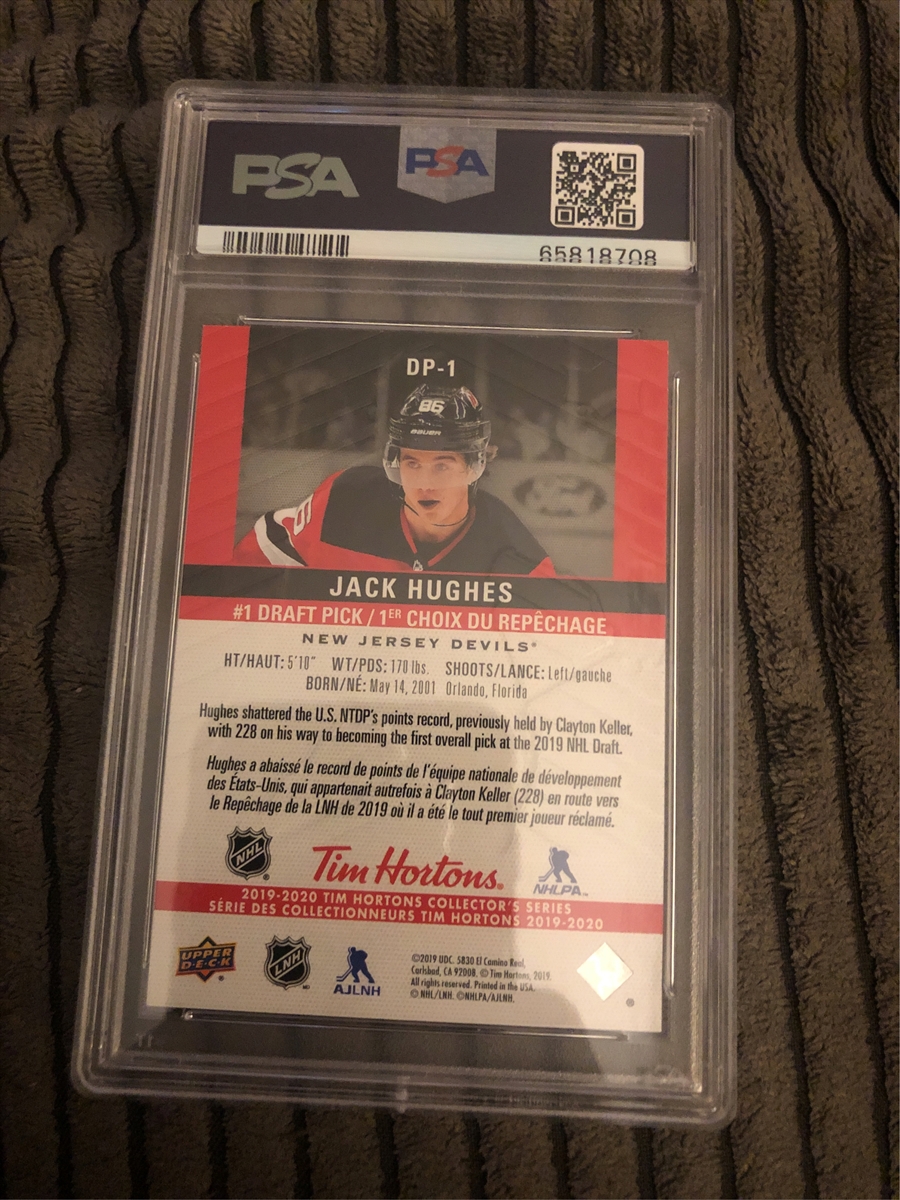 PSA
PSA
65818708
DP-1
86
BAUER
6
Ford
JACK HUGHES
#1 DRAFT PICK / 1ER CHOIX DU REPÊCHAGE
NEW JERSEY DEVILS®
HT/HAUT: 5'10" WT/PDS: 170 lbs. SHOOTS/LANCE: Left/gauche
BORN/NÉ: May 14, 2001 Orlando, Florida
Hughes shattered the U.S. NTDP's points record, previously held by Clayton Keller,
with 228 on his way to becoming the first overall pick at the 2019 NHL Draft.
Hughes a abaissé le record de points de l'équipe nationale de développement
des États-Unis, qui appartenait autrefois à Clayton Keller (228) en route vers
le Repêchage de la LNH de 2019 où il a été le tout premier joueur réclamé.
NHL ® Tim Hortons® NHLPA™
2019-2020 TIM HORTONS COLLECTOR'S SERIES
SÉRIE DES COLLECTIONNEURS TIM HORTONS 2019-2020
UPPER DECK® LNH AJLNH
©2019 UDC. 5830 El Camino Real,
Carlsbad, CA 92008. © Tim Hortons, 2019.
All rights reserved. Printed in the USA.
© NHL/LNH. ©NHLPA/AJLNH.
®